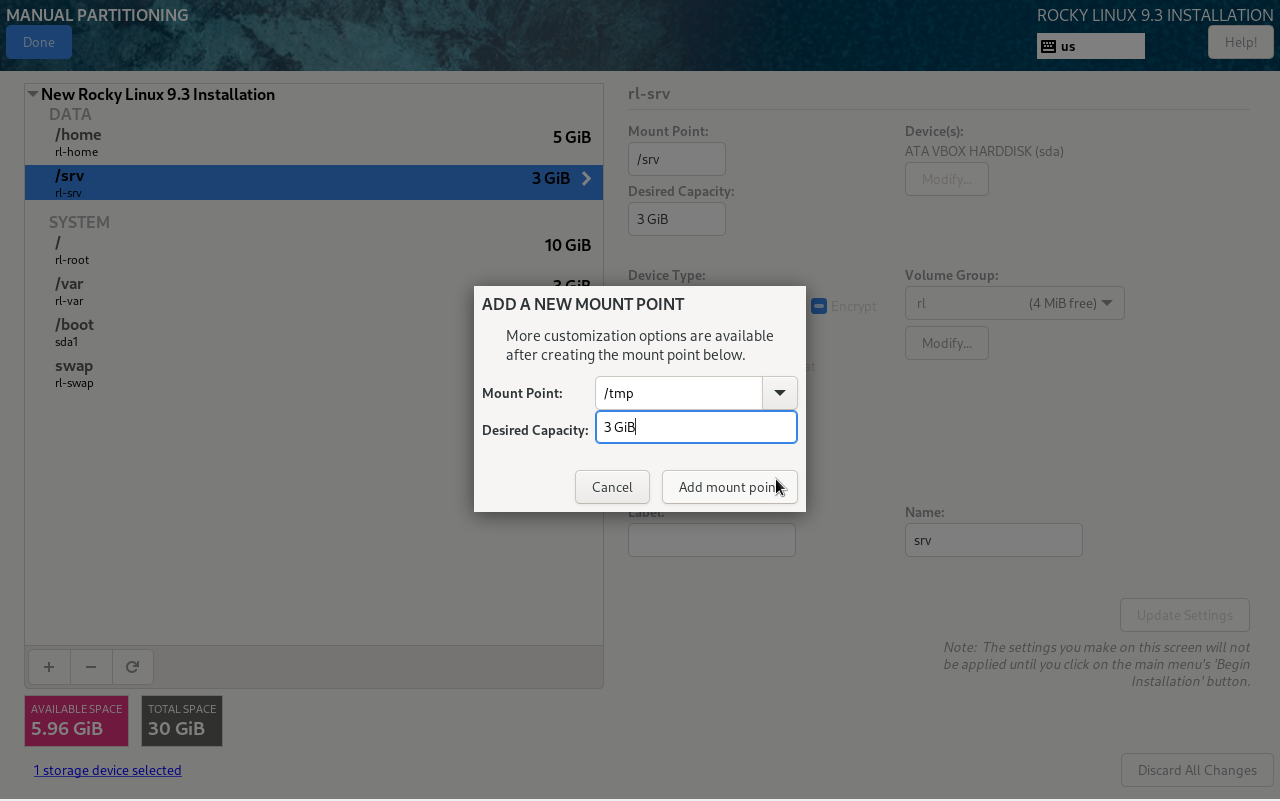 MANUAL PARTITIONING
ROCKY LINUX 9.3 INSTALLATION
Done
us
Help!
New Rocky Linux 9.3 Installation
DATA
/home
rl-home
5 GiB
/srv
rl-srv
3 GiB
SYSTEM
/
rl-root
10 GiB
/var
rl-var
3 GiB
/boot
sda1
swap
rl-swap
AVAILABLE SPACE
5.96 GiB
TOTAL SPACE
30 GiB
1 storage device selected
rl-srv
Mount Point:
/srv
Desired Capacity:
3 GiB
Device(s):
ATA VBOX HARDDISK (sda)
Modify...
Device Type:
Encrypt
Volume Group:
rl (4 MiB free)
Modify...
ADD A NEW MOUNT POINT
More customization options are available
after creating the mount point below.
Mount Point: /tmp
Desired Capacity: 3 GiB
Cancel
Add mount point
Label:
Name:
srv
Update Settings
Note: The settings you make on this screen will not
be applied until you click on the main menu's 'Begin
Installation' button.
Discard All Changes